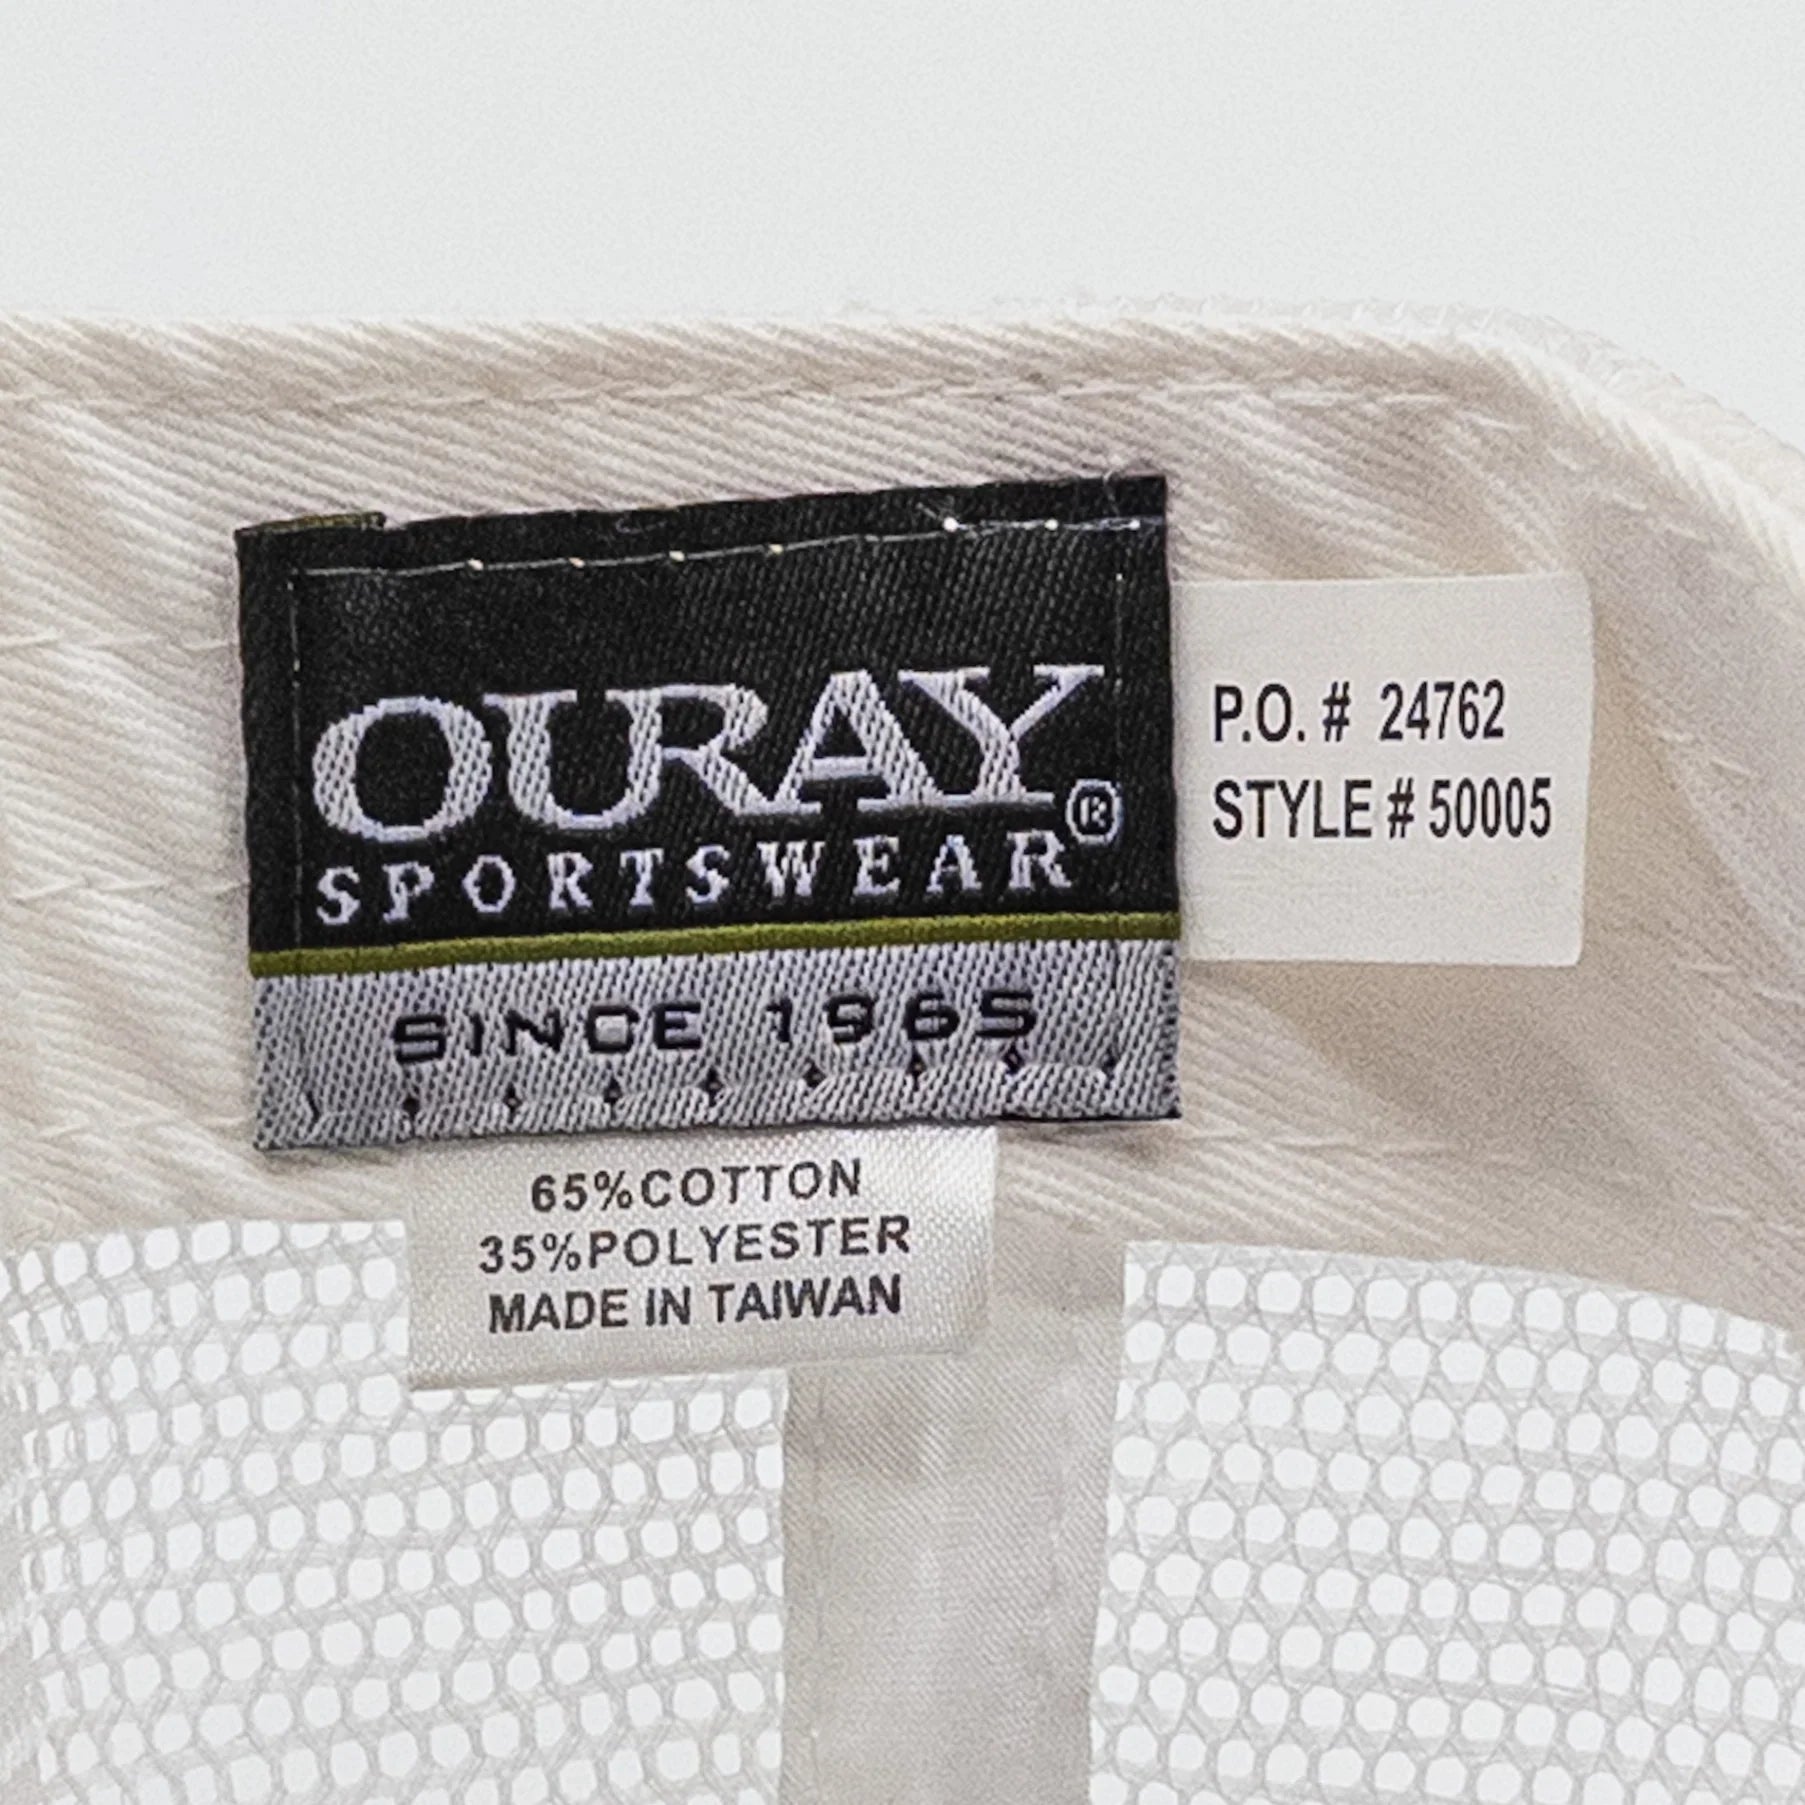 OURAY®
SPORTSWEAR
SINCE 1965
P.O. # 24762
STYLE # 50005
65%COTTON
35%POLYESTER
MADE IN TAIWAN